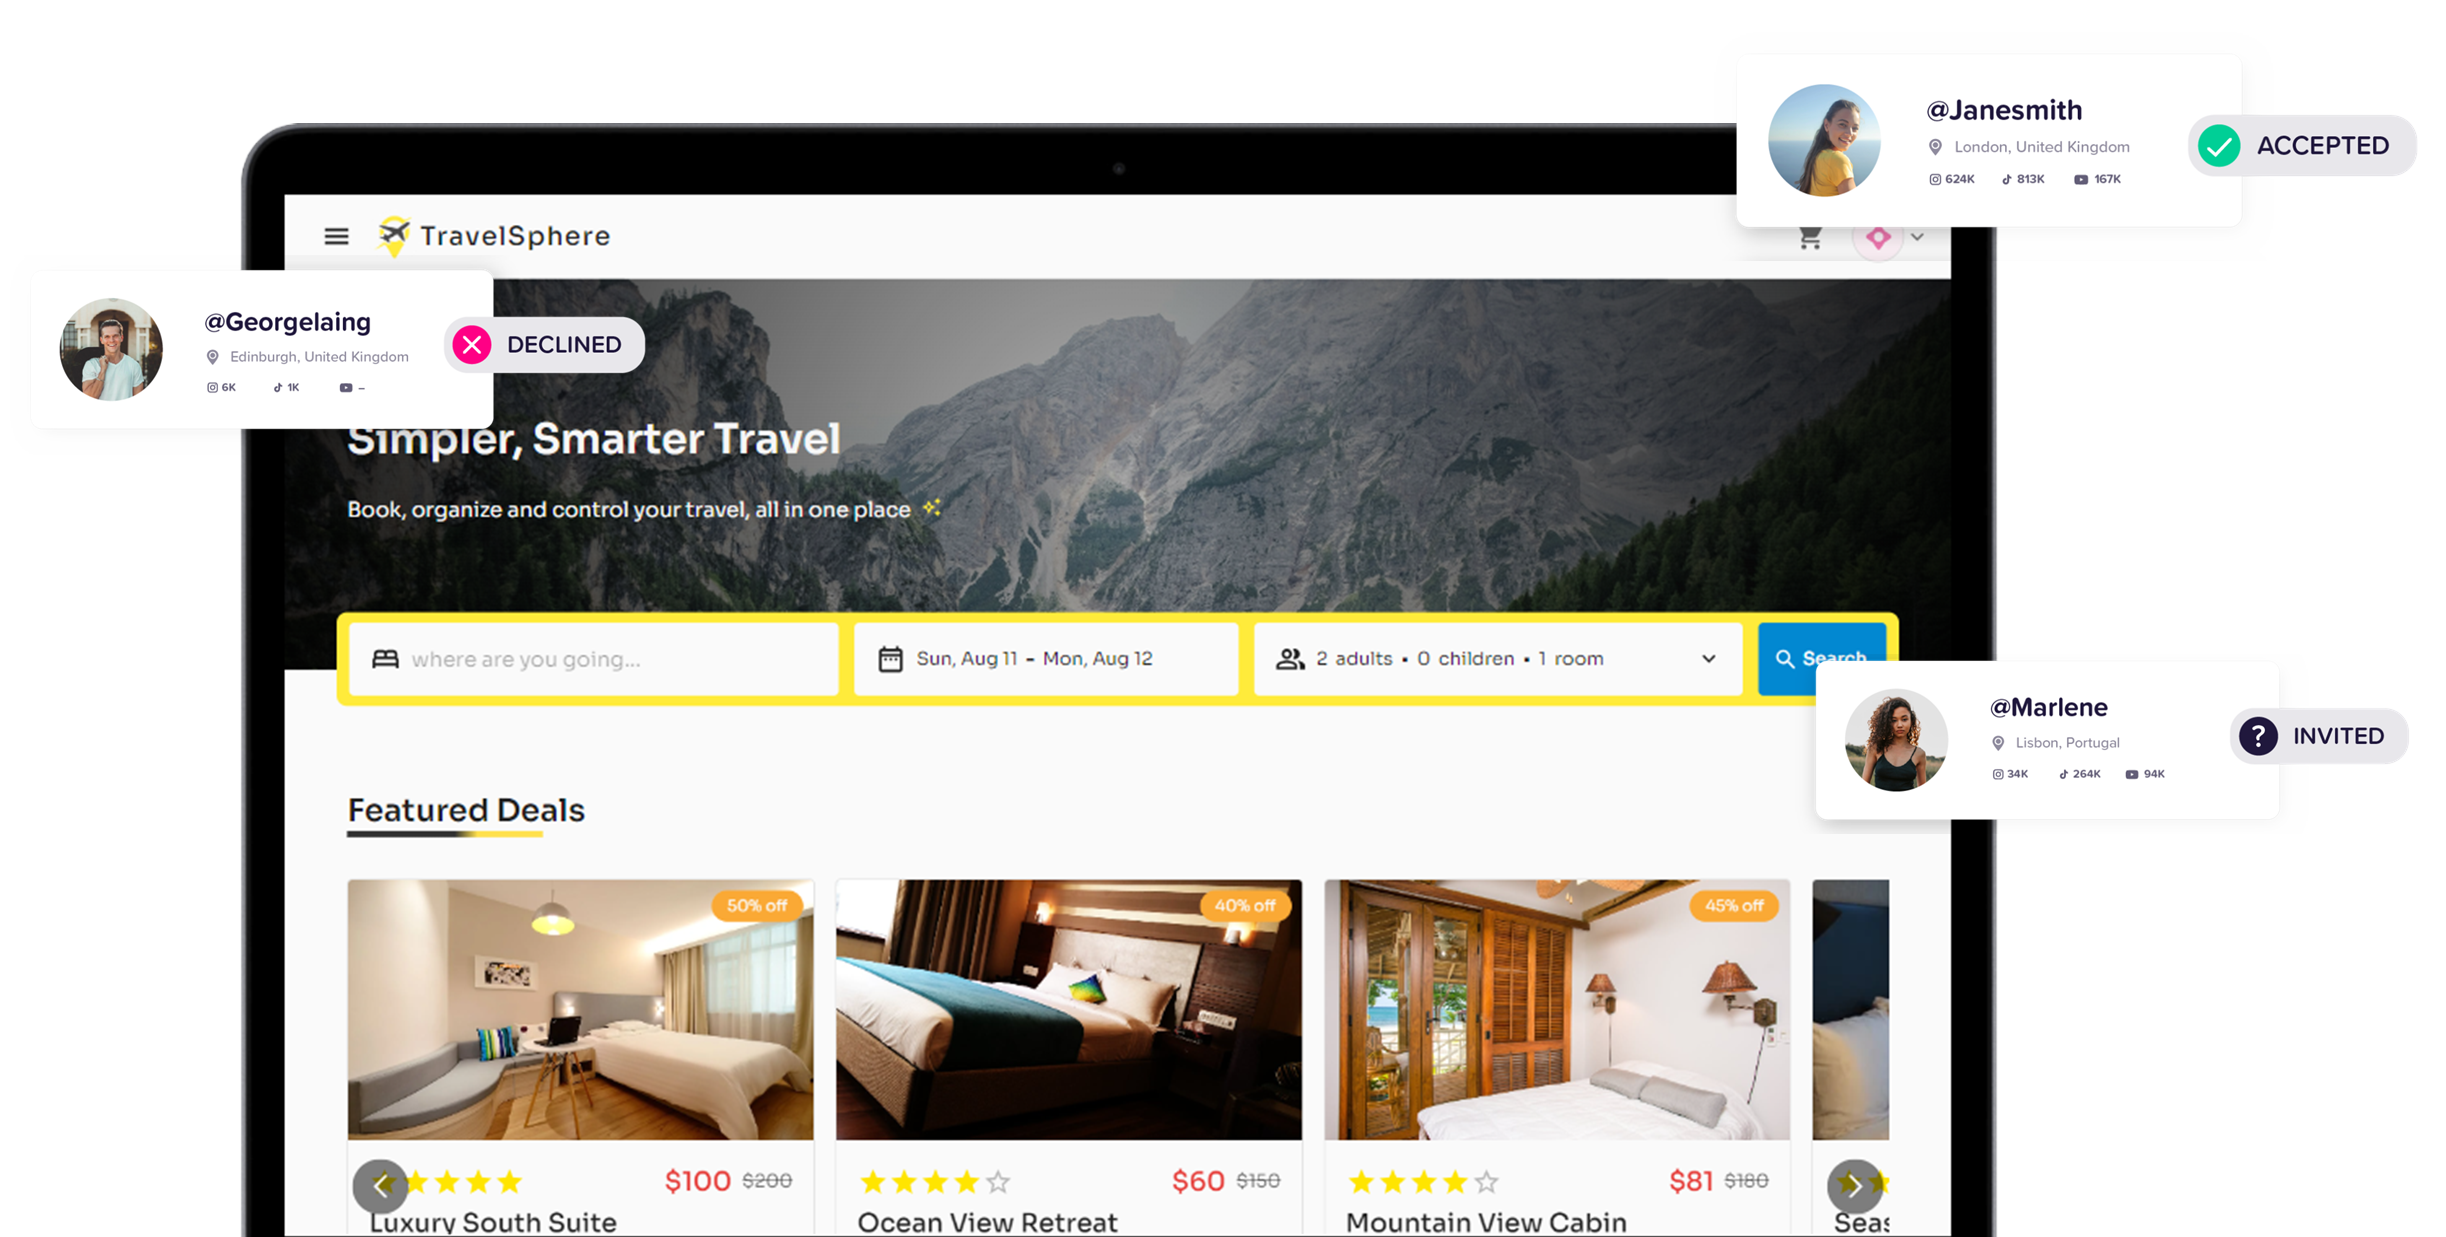 @Janesmith
London, United Kingdom
624K 813K 167K
ACCEPTED
TravelSphere
@Georgelaing
Edinburgh, United Kingdom
6K 1K –
DECLINED
Simpler, Smarter Travel
Book, organize and control your travel, all in one place
where are you going...
Sun, Aug 11 - Mon, Aug 12
2 adults • 0 children • 1 room
Search
@Marlene
Lisbon, Portugal
34K 264K 94K
INVITED
Featured Deals
50% off
40% off
45% off
$100 $200
Luxury South Suite
$60 $150
Ocean View Retreat
$81 $180
Mountain View Cabin